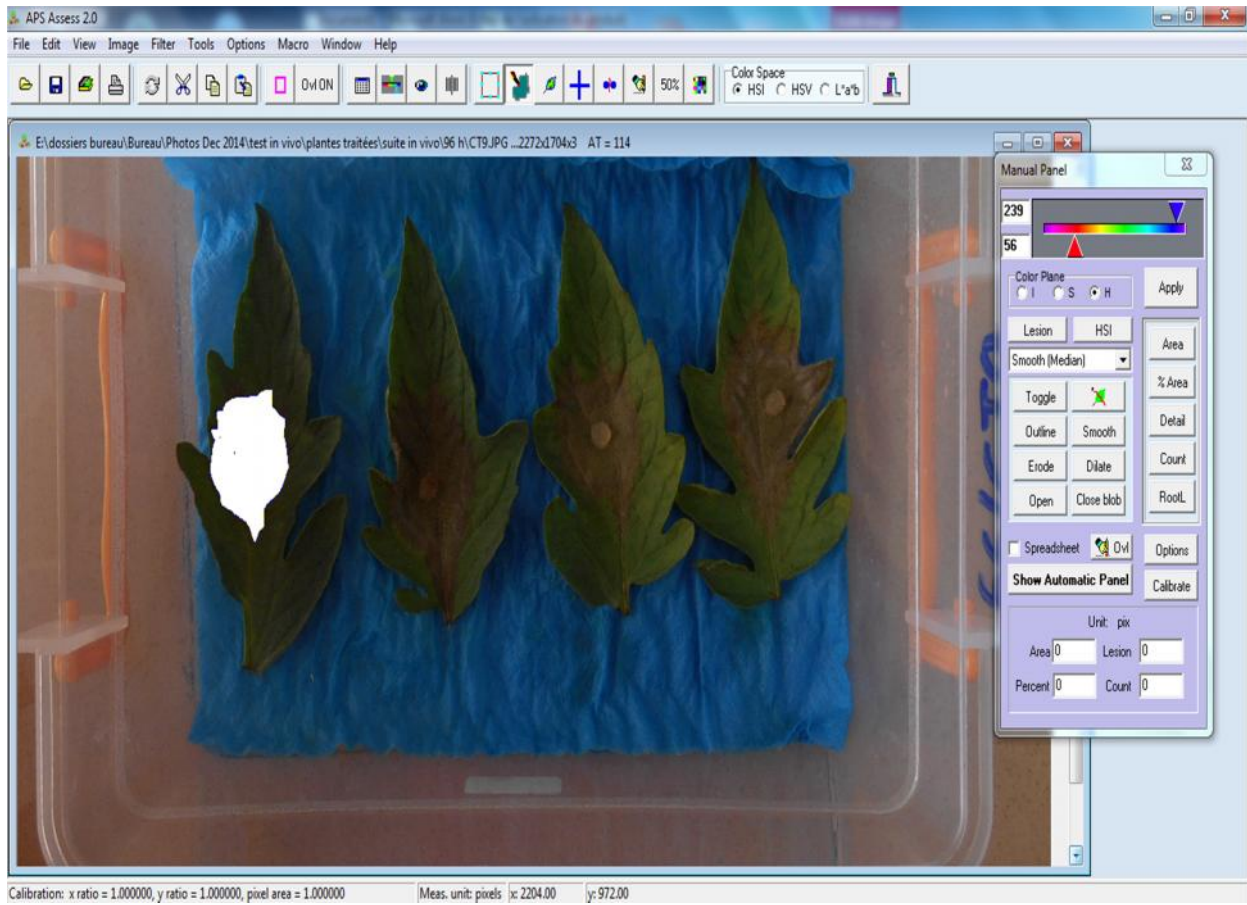 APS Assess 2.0
File Edit View Image Filter Tools Options Macro Window Help
Ovl ON
50%
Color Space
HSI HSV L*a*b
E:\dossiers bureau\Bureau\Photos Dec 2014\test in vivo\plantes traitées\suite in vivo\96 h\CT9.JPG ...2272x1704x3 AT = 114
Manual Panel
239
56
Color Plane
I S H
Apply
Lesion HSI
Area
Smooth (Median)
% Area
Toggle
Detail
Outline Smooth
Count
Erode Dilate
RootL
Open Close blob
Spreadsheet Ovl Options
Show Automatic Panel Calibrate
Unit: pix
Area 0 Lesion 0
Percent 0 Count 0
Calibration: x ratio = 1.000000, y ratio = 1.000000, pixel area = 1.000000 Meas. unit: pixels x: 2204.00 y: 972.00